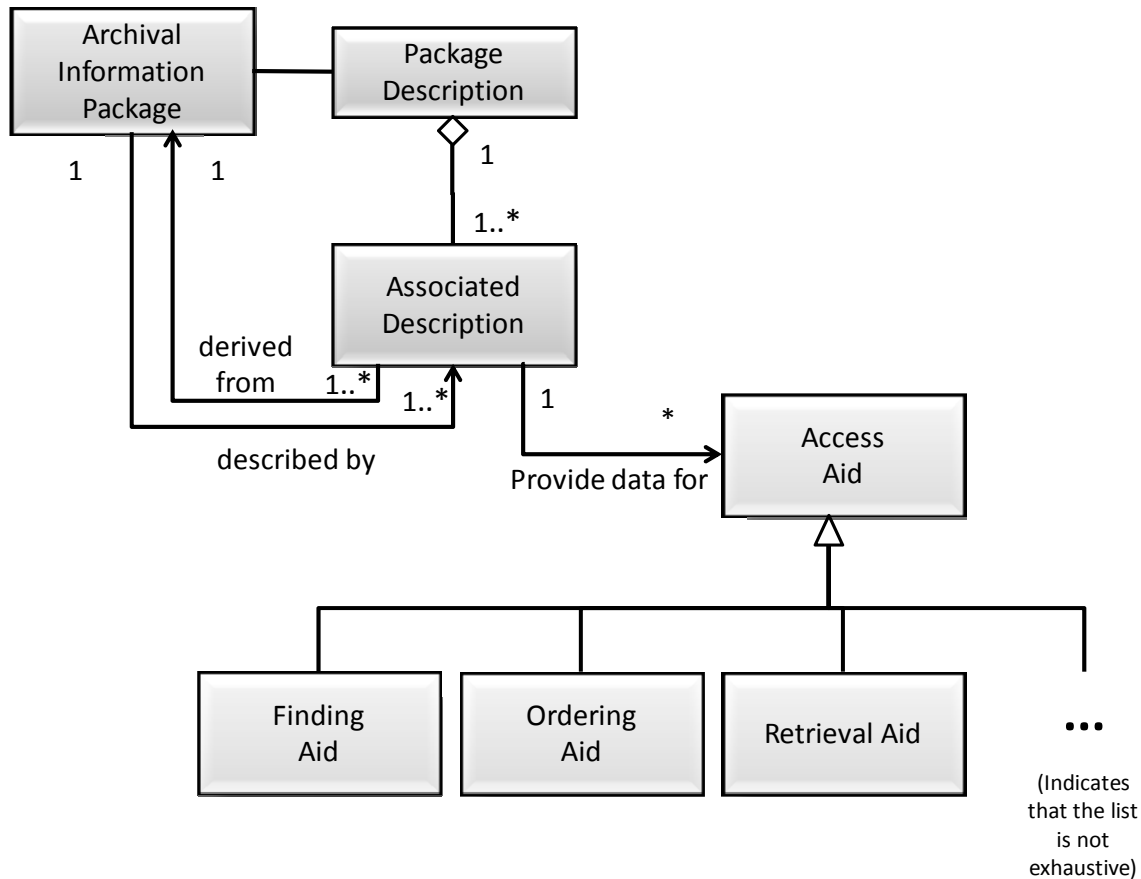 Archival
Information
Package
Package
Description
1
1
1
1..*
Associated
Description
derived
from
1..*
1..*
described by
1
*
Provide data for
Access
Aid
Finding
Aid
Ordering
Aid
Retrieval Aid
...
(Indicates
that the list
is not
exhaustive)